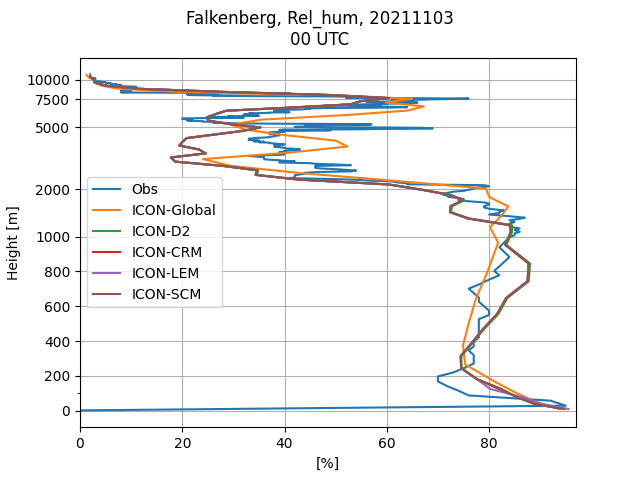 Falkenberg, Rel_hum, 20211103
00 UTC
Height [m]
10000
7500
5000
2000
1000
800
600
400
200
0
Obs
ICON-Global
ICON-D2
ICON-CRM
ICON-LEM
ICON-SCM
0 20 40 60 80
[%]